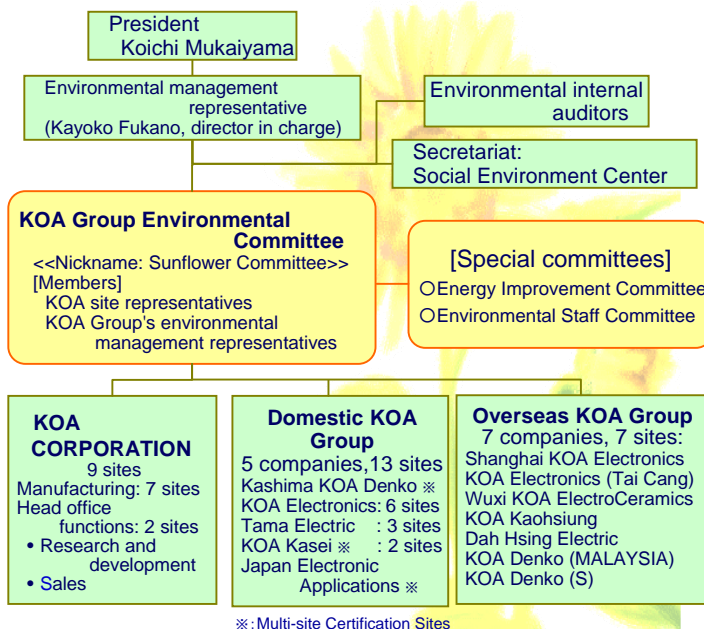 President
Koichi Mukaiyama
Environmental management
representative
(Kayoko Fukano, director in charge)
Environmental internal
auditors
Secretariat:
Social Environment Center
KOA Group Environmental
Committee
<<Nickname: Sunflower Committee>>
[Members]
KOA site representatives
KOA Group's environmental
management representatives
[Special committees]
○Energy Improvement Committee
○Environmental Staff Committee
KOA
CORPORATION
9 sites
Manufacturing: 7 sites
Head office
functions: 2 sites
• Research and
development
• Sales
Domestic KOA
Group
5 companies,13 sites
Kashima KOA Denko ※
KOA Electronics: 6 sites
Tama Electric : 3 sites
KOA Kasei ※ : 2 sites
Japan Electronic
Applications ※
Overseas KOA Group
7 companies, 7 sites:
Shanghai KOA Electronics
KOA Electronics (Tai Cang)
Wuxi KOA ElectroCeramics
KOA Kaohsiung
Dah Hsing Electric
KOA Denko (MALAYSIA)
KOA Denko (S)
※:Multi-site Certification Sites